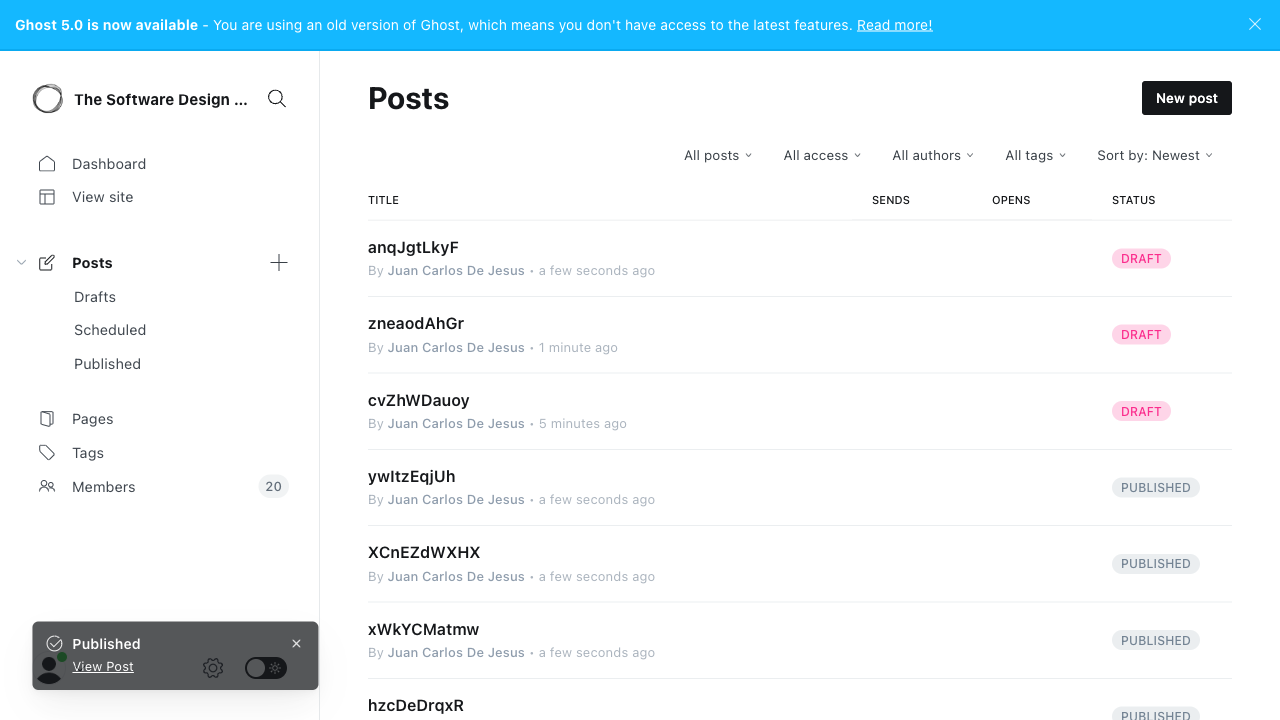 Ghost 5.0 is now available - You are using an old version of Ghost, which means you don't have access to the latest features. Read more!
The Software Design ...
Dashboard
View site
Posts
Drafts
Scheduled
Published
Pages
Tags
Members 20
Published
View Post
Posts
New post
All posts All access All authors All tags Sort by: Newest
TITLE SENDS OPENS STATUS
anqJgtLkyF
By Juan Carlos De Jesus • a few seconds ago
DRAFT
zneaodAhGr
By Juan Carlos De Jesus • 1 minute ago
DRAFT
cvZhWDauoy
By Juan Carlos De Jesus • 5 minutes ago
DRAFT
ywItzEqjUh
By Juan Carlos De Jesus • a few seconds ago
PUBLISHED
XCnEZdWXHX
By Juan Carlos De Jesus • a few seconds ago
PUBLISHED
xWkYCMatmw
By Juan Carlos De Jesus • a few seconds ago
PUBLISHED
hzcDeDrqxR
PUBLISHED